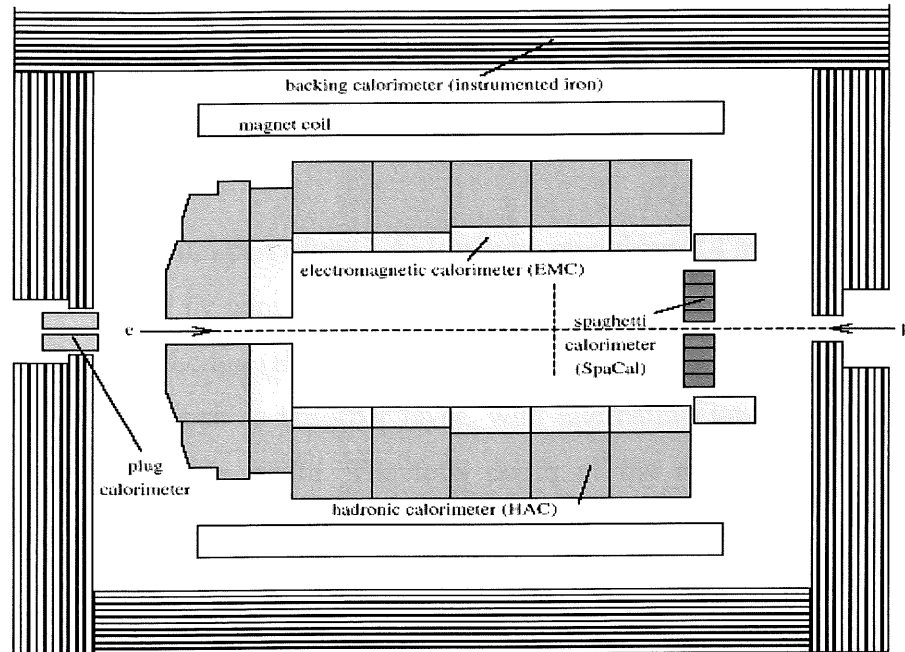 backing calorimeter (instrumented iron)
magnet coil
electromagnetic calorimeter (EMC)
e
spaghetti
calorimeter
(SpaCal)
plug
calorimeter
hadronic calorimeter (HAC)